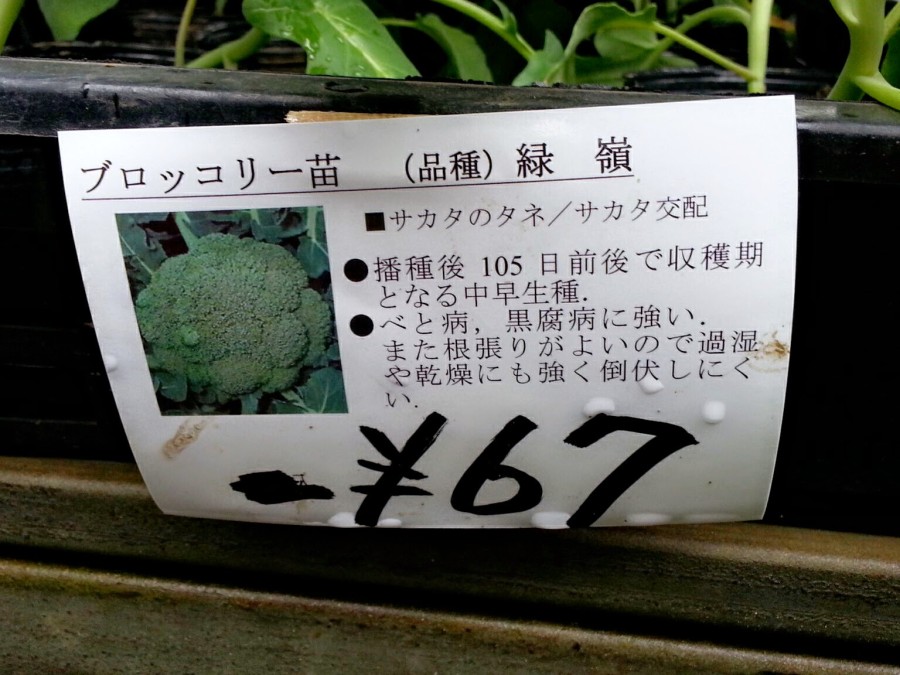 ブロッコリー苗 （品種）緑 嶺
■サカタのタネ／サカタ交配
●播種後 105 日前後で収穫期
となる中早生種.
●べと病，黒腐病に強い.
また根張りがよいので過湿
や乾燥にも強く倒伏しにく
い.
¥67